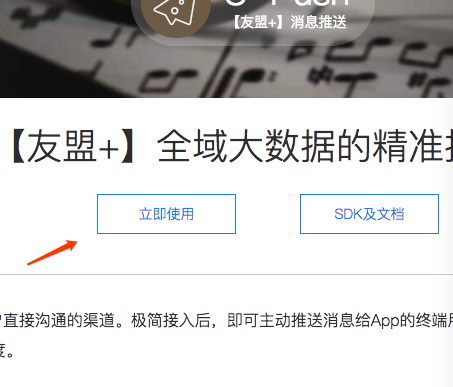 【友盟+】消息推送
【友盟+】全域大数据的精准
立即使用
SDK及文档
直接沟通的渠道。极简接入后，即可主动推送消息给App的终端
度。